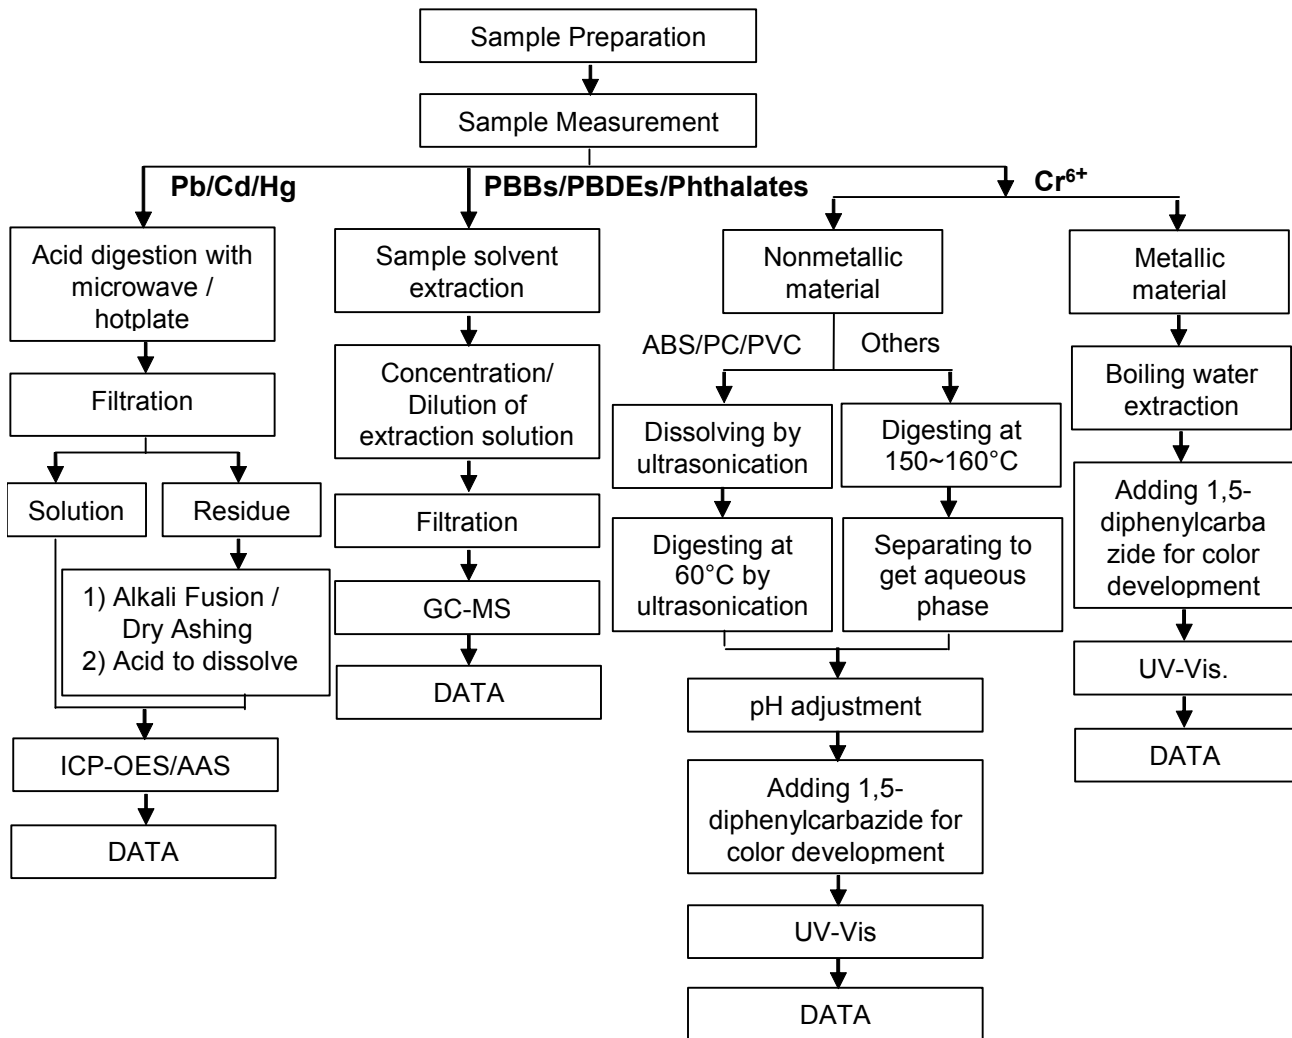 Sample Preparation
Sample Measurement
Pb/Cd/Hg
PBBs/PBDEs/Phthalates
Cr⁶⁺
Acid digestion with
microwave /
hotplate
Filtration
Solution
Residue
1) Alkali Fusion /
Dry Ashing
2) Acid to dissolve
ICP-OES/AAS
DATA
Sample solvent
extraction
Concentration/
Dilution of
extraction solution
Filtration
GC-MS
DATA
Nonmetallic
material
ABS/PC/PVC
Others
Dissolving by
ultrasonication
Digesting at
60°C by
ultrasonication
Digesting at
150~160°C
Separating to
get aqueous
phase
pH adjustment
Adding 1,5-
diphenylcarbazide for
color development
UV-Vis
DATA
Metallic
material
Boiling water
extraction
Adding 1,5-
diphenylcarba
zide for color
development
UV-Vis.
DATA